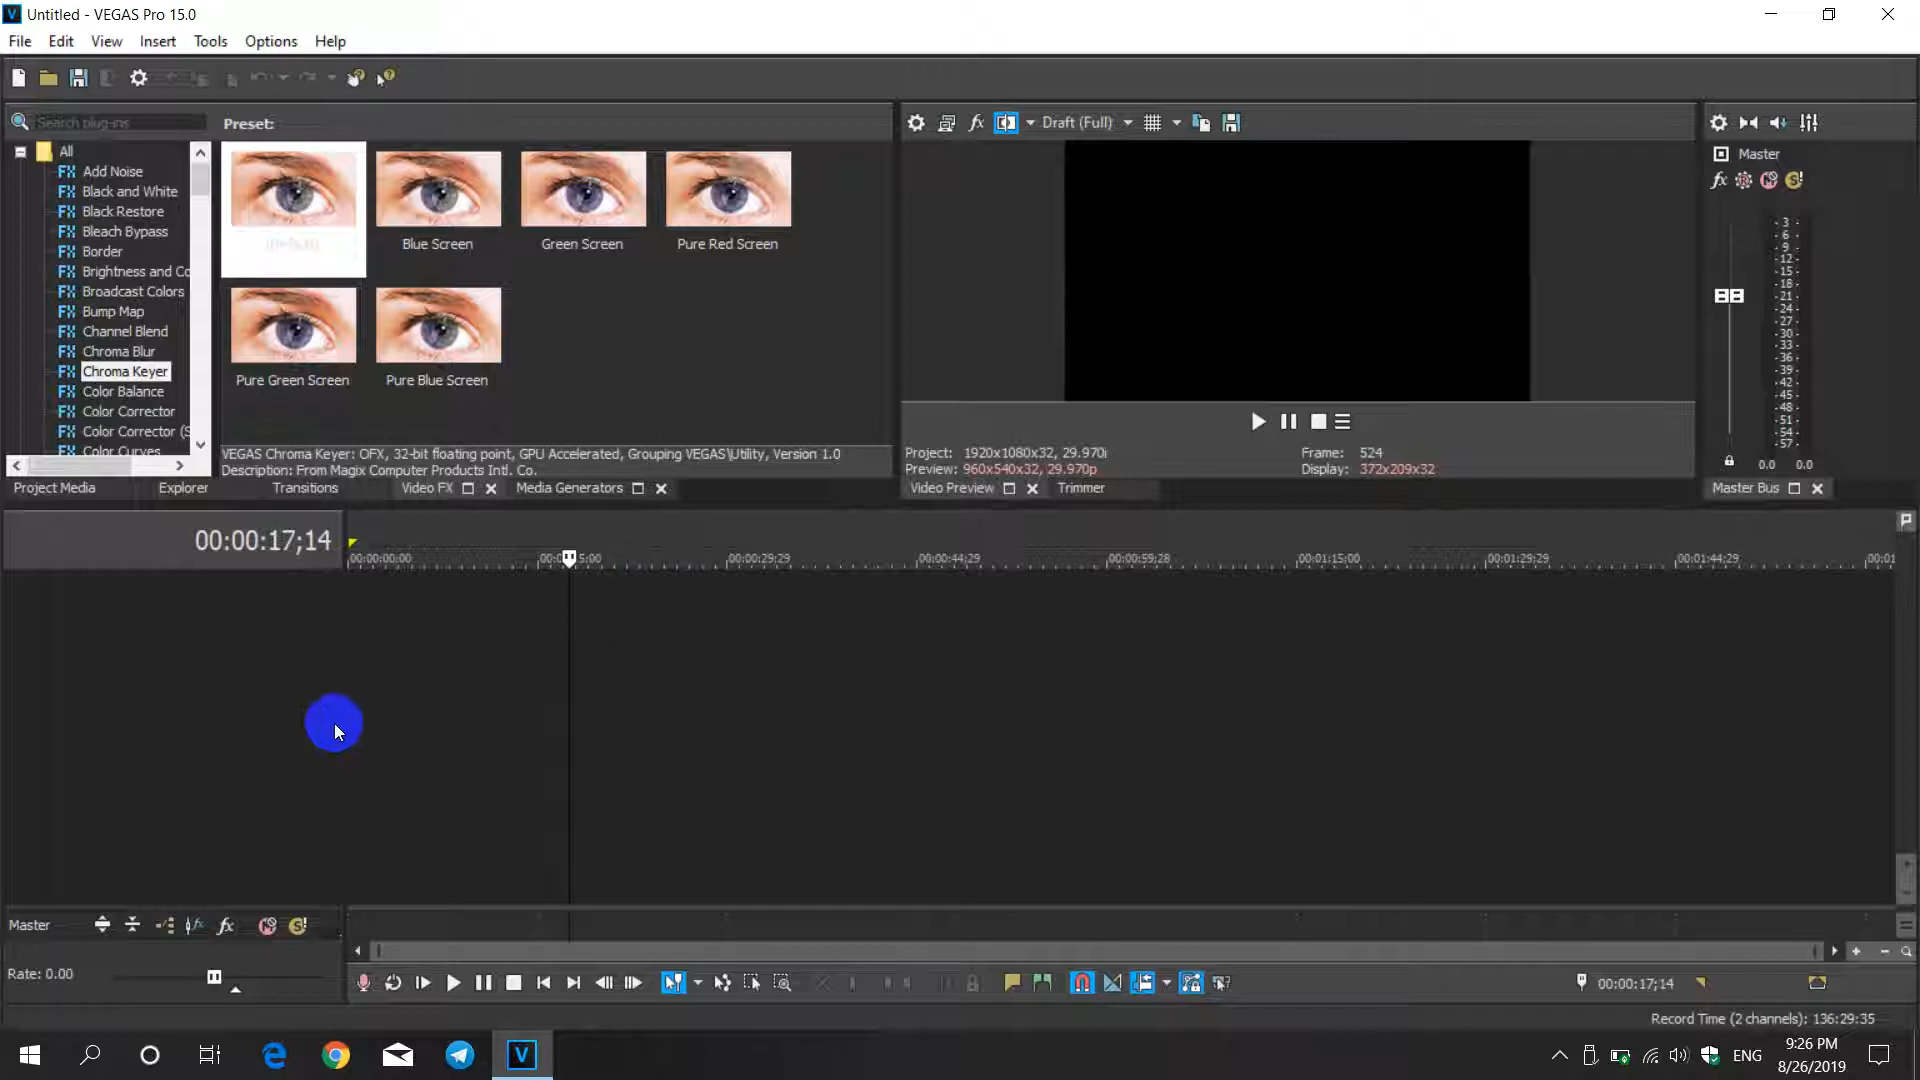 Untitled - VEGAS Pro 15.0
File Edit View Insert Tools Options Help
Search plug-ins
Preset:
Draft (Full)
All
Add Noise
Black and White
Black Restore
Bleach Bypass
Border
Brightness and Co
Broadcast Colors
Bump Map
Channel Blend
Chroma Blur
Chroma Keyer
Color Balance
Color Corrector
Color Corrector (S
Color Curves
(Default)
Blue Screen
Green Screen
Pure Red Screen
Pure Green Screen
Pure Blue Screen
VEGAS Chroma Keyer: OFX, 32-bit floating point, GPU Accelerated, Grouping VEGAS\Utility, Version 1.0
Description: From Magix Computer Products Intl. Co.
Project: 1920x1080x32, 29.970i
Frame: 524
Preview: 960x540x32, 29.970p
Display: 372x209x32
Master
-3-
-6-
-9-
-12-
-15-
-18-
-21-
-24-
-27-
-30-
-33-
-36-
-39-
-42-
-45-
-48-
-51-
-54-
-57-
0.0 0.0
Project Media Explorer Transitions Video FX Media Generators
Video Preview Trimmer
Master Bus
00:00:17;14
00:00:00:00 00:00:29:29 00:00:44:29 00:00:59:28 00:01:15:00 00:01:29:29 00:01:44:29
Master
Rate: 0.00
00:00:17;14
Record Time (2 channels): 136:29:35
ENG
9:26 PM
8/26/2019